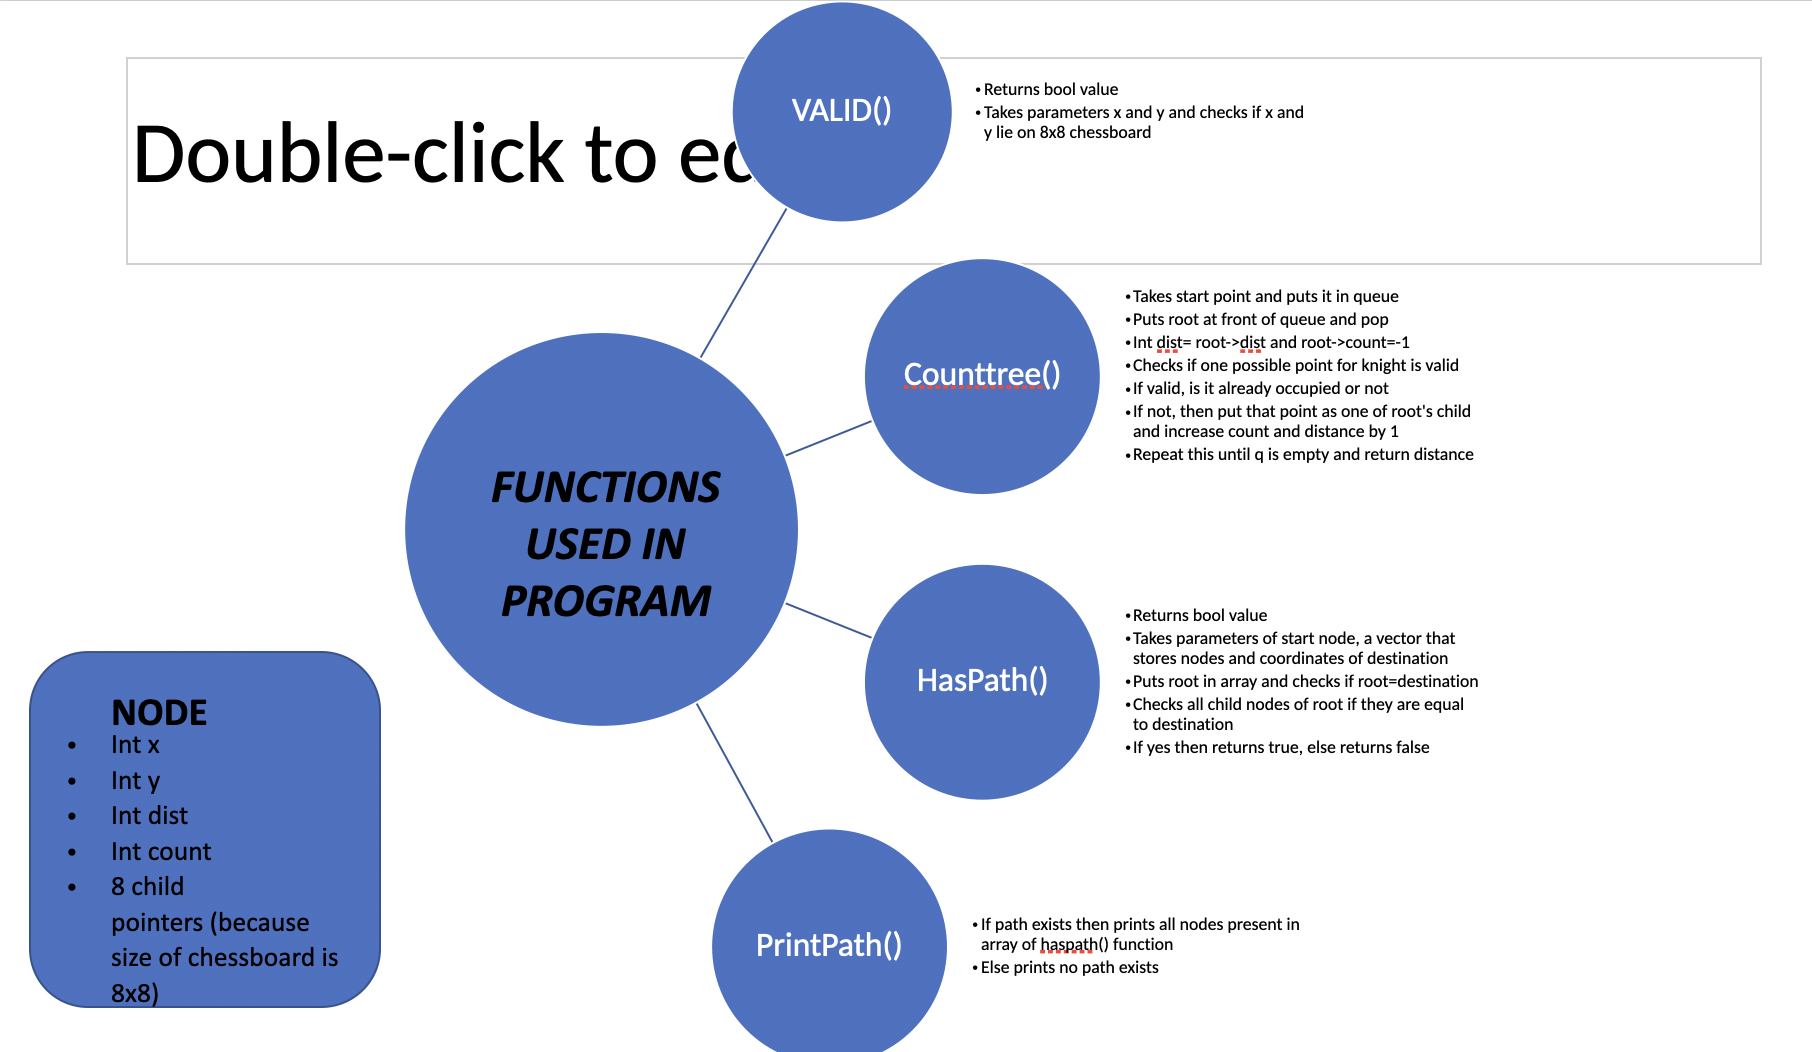 Double-click to ed
VALID()
• Returns bool value
• Takes parameters x and y and checks if x and
y lie on 8x8 chessboard
Counttree()
• Takes start point and puts it in queue
• Puts root at front of queue and pop
• Int dist= root->dist and root->count=-1
• Checks if one possible point for knight is valid
• If valid, is it already occupied or not
• If not, then put that point as one of root's child
and increase count and distance by 1
• Repeat this until q is empty and return distance
FUNCTIONS
USED IN
PROGRAM
HasPath()
• Returns bool value
• Takes parameters of start node, a vector that
stores nodes and coordinates of destination
• Puts root in array and checks if root=destination
• Checks all child nodes of root if they are equal
to destination
• If yes then returns true, else returns false
NODE
• Int x
• Int y
• Int dist
• Int count
• 8 child
pointers (because
size of chessboard is
8x8)
PrintPath()
• If path exists then prints all nodes present in
array of haspath() function
• Else prints no path exists